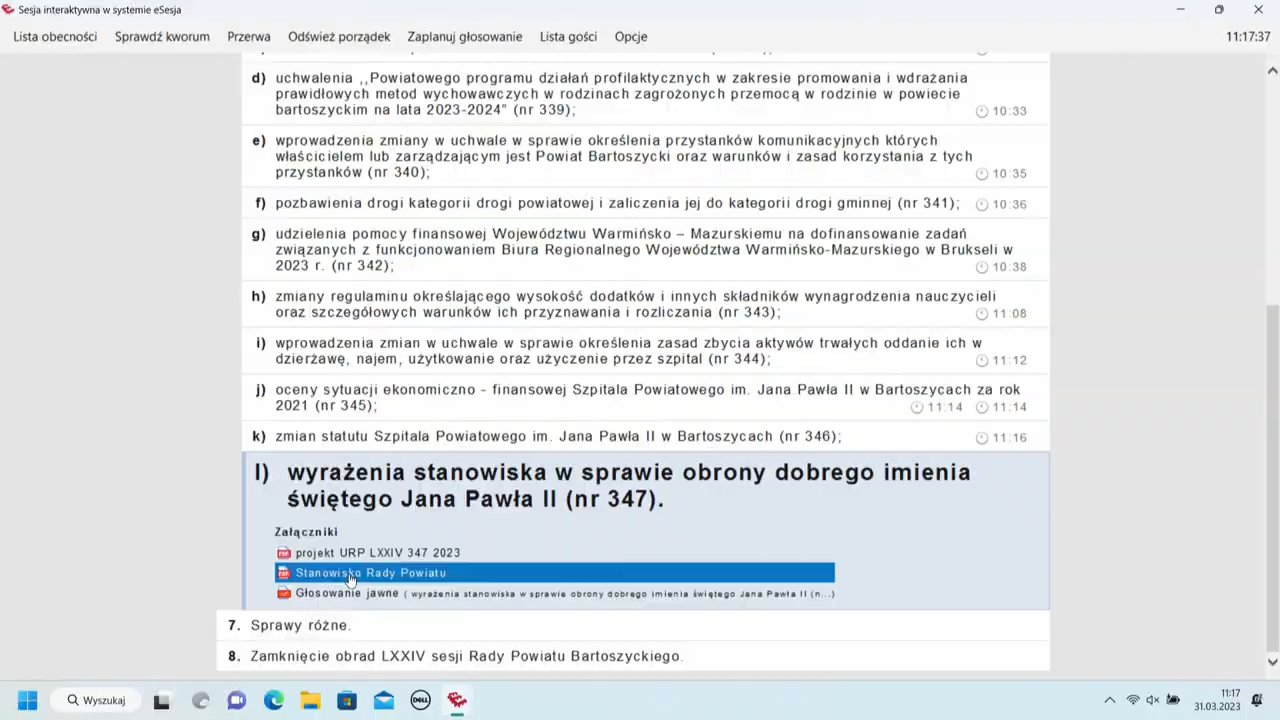 Sesja interaktywna w systemie eSesja
Lista obecności Sprawdź kworum Przerwa Odśwież porządek Zaplanuj głosowanie Lista gości Opcje 11:17:37
d) uchwalenia ,,Powiatowego programu działań profilaktycznych w zakresie promowania i wdrażania
prawidłowych metod wychowawczych w rodzinach zagrożonych przemocą w rodzinie w powiecie
bartoszyckim na lata 2023-2024" (nr 339); 10:33
e) wprowadzenia zmiany w uchwale w sprawie określenia przystanków komunikacyjnych których
właścicielem lub zarządzającym jest Powiat Bartoszycki oraz warunków i zasad korzystania z tych
przystanków (nr 340); 10:35
f) pozbawienia drogi kategorii drogi powiatowej i zaliczenia jej do kategorii drogi gminnej (nr 341); 10:36
g) udzielenia pomocy finansowej Województwu Warmińsko – Mazurskiemu na dofinansowanie zadań
związanych z funkcjonowaniem Biura Regionalnego Województwa Warmińsko-Mazurskiego w Brukseli w
2023 r. (nr 342); 10:38
h) zmiany regulaminu określającego wysokość dodatków i innych składników wynagrodzenia nauczycieli
oraz szczegółowych warunków ich przyznawania i rozliczania (nr 343); 11:08
i) wprowadzenia zmian w uchwale w sprawie określenia zasad zbycia aktywów trwałych oddanie ich w
dzierżawę, najem, użytkowanie oraz użyczenie przez szpital (nr 344); 11:12
j) oceny sytuacji ekonomiczno - finansowej Szpitala Powiatowego im. Jana Pawła II w Bartoszycach za rok
2021 (nr 345); 11:14 11:14
k) zmian statutu Szpitala Powiatowego im. Jana Pawła II w Bartoszycach (nr 346); 11:16
l) wyrażenia stanowiska w sprawie obrony dobrego imienia
świętego Jana Pawła II (nr 347).
Załączniki
projekt URP LXXIV 347 2023
Stanowisko Rady Powiatu
Głosowanie jawne ( wyrażenia stanowiska w sprawie obrony dobrego imienia świętego Jana Pawła II (n...)
7. Sprawy różne.
8. Zamknięcie obrad LXXIV sesji Rady Powiatu Bartoszyckiego.
Wyszukaj DELL 11:17
31.03.2023